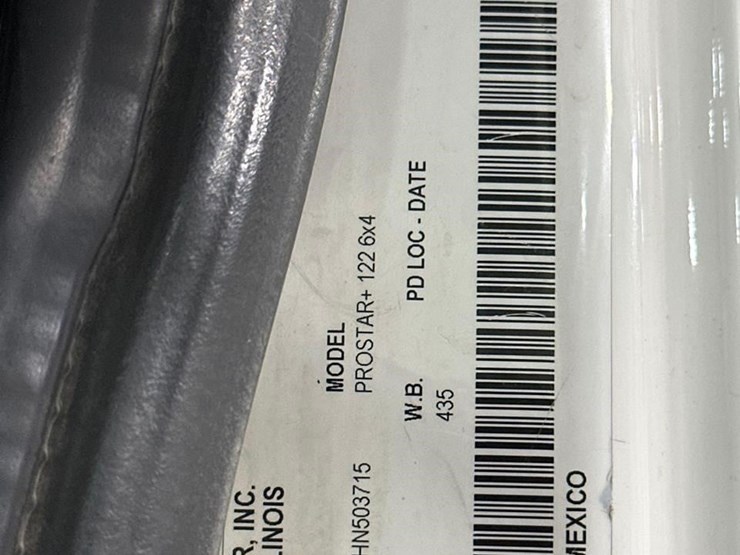 R, INC.
LINOIS
MODEL
HN503715 PROSTAR+ 122 6x4
W.B. PD LOC - DATE
435
MEXICO